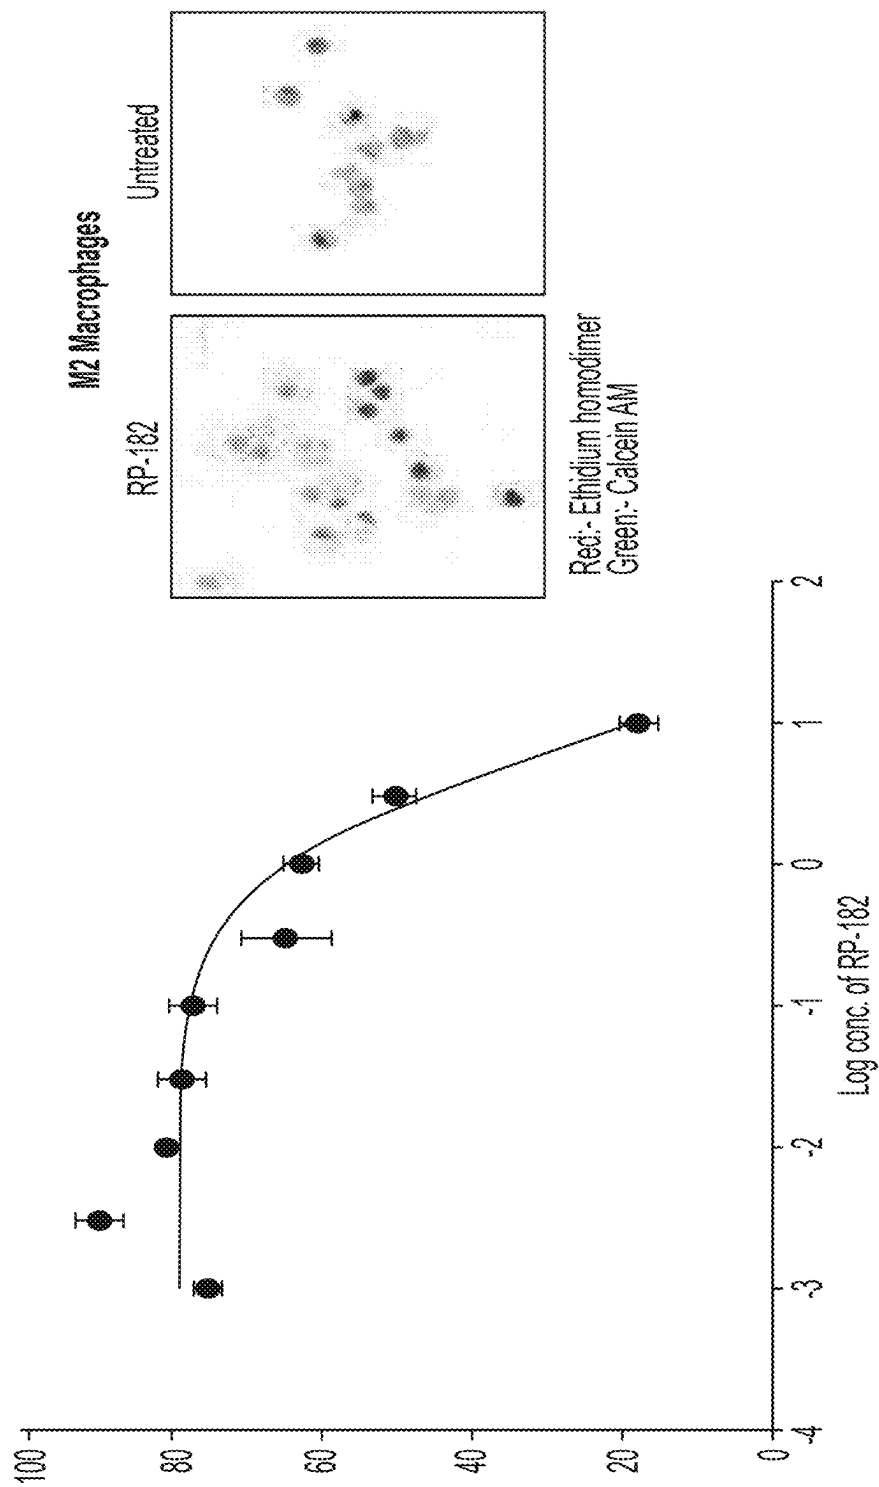 M2 Macrophages
RP-182
Untreated
Red:- Ethidium homodimer
Green:- Calcein AM
100
80
60
40
20
0
-4
-3
-2
-1
0
1
2
Log conc. of RP-182